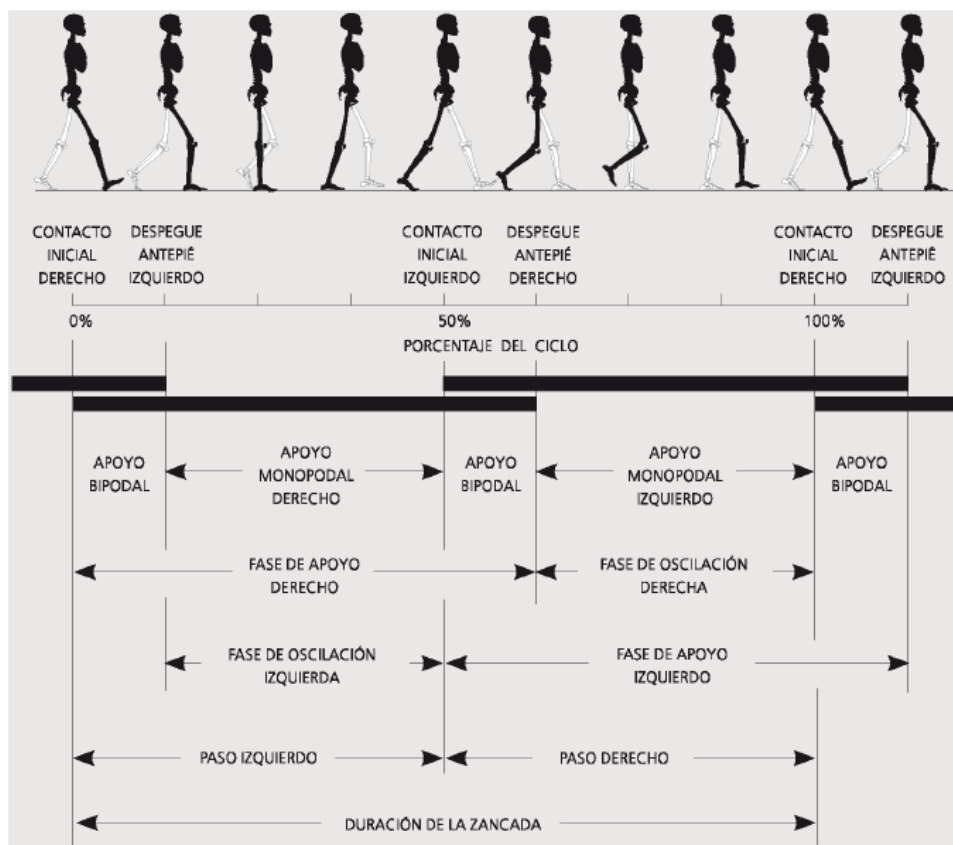 CONTACTO
INICIAL
DERECHO
DESPEGUE
ANTEPIÉ
IZQUIERDO
CONTACTO
INICIAL
IZQUIERDO
DESPEGUE
ANTEPIÉ
DERECHO
CONTACTO
INICIAL
DERECHO
DESPEGUE
ANTEPIÉ
IZQUIERDO
0%
50%
100%
PORCENTAJE DEL CICLO
APOYO
BIPODAL
APOYO
MONOPODAL
DERECHO
APOYO
BIPODAL
APOYO
MONOPODAL
IZQUIERDO
APOYO
BIPODAL
FASE DE APOYO
DERECHO
FASE DE OSCILACIÓN
DERECHA
FASE DE OSCILACIÓN
IZQUIERDA
FASE DE APOYO
IZQUIERDO
PASO IZQUIERDO
PASO DERECHO
DURACIÓN DE LA ZANCADA